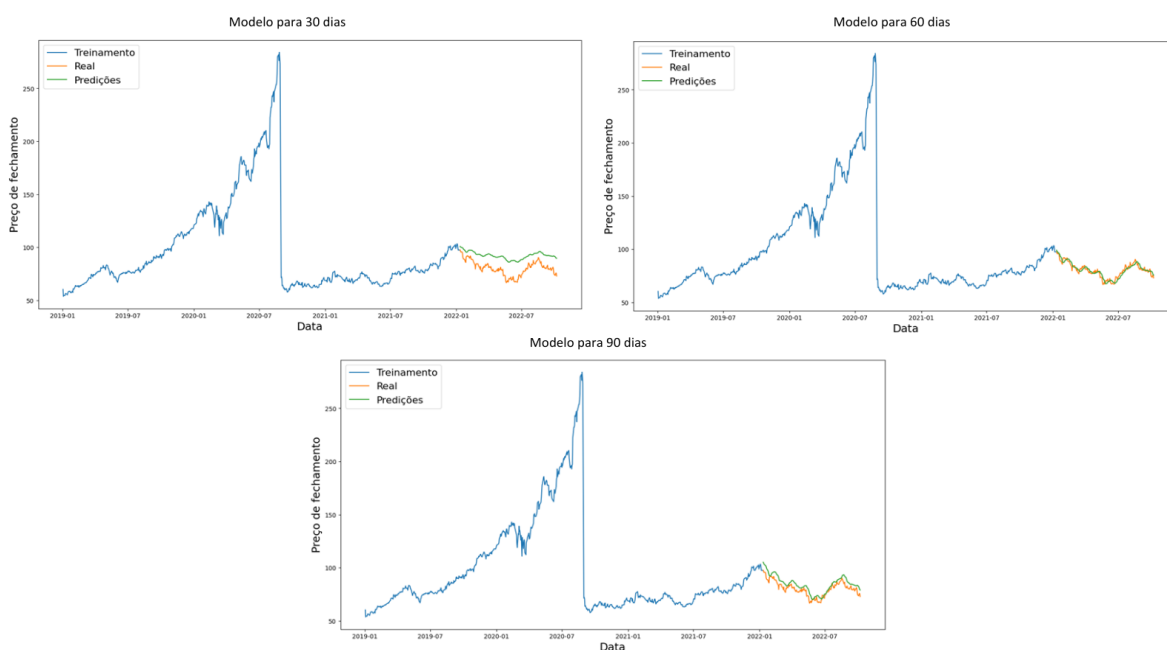 Modelo para 30 dias
Treinamento
Real
Predições
Preço de fechamento
250
200
150
100
50
2019-01 2019-07 2020-01 2020-07 2021-01 2021-07 2022-01 2022-07
Data
Modelo para 60 dias
Treinamento
Real
Predições
Preço de fechamento
250
200
150
100
50
2019-01 2019-07 2020-01 2020-07 2021-01 2021-07 2022-01 2022-07
Data
Modelo para 90 dias
Treinamento
Real
Predições
Preço de fechamento
250
200
150
100
50
2019-01 2019-07 2020-01 2020-07 2021-01 2021-07 2022-01 2022-07
Data